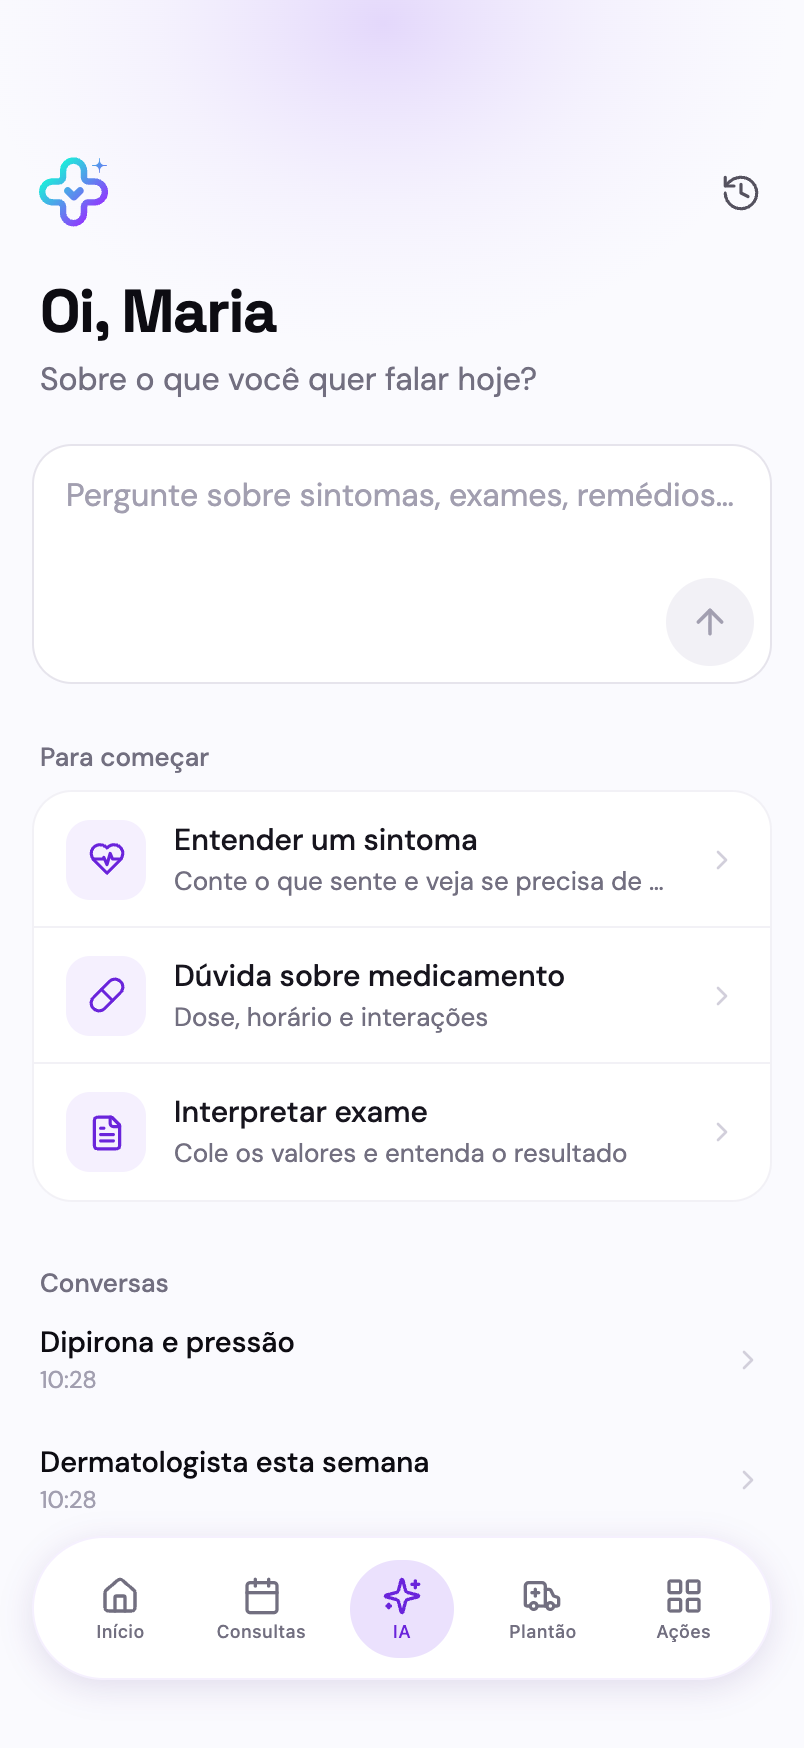 Oi, Maria
Sobre o que você quer falar hoje?
Pergunte sobre sintomas, exames, remédios...
Para começar
Entender um sintoma
Conte o que sente e veja se precisa de ...
Dúvida sobre medicamento
Dose, horário e interações
Interpretar exame
Cole os valores e entenda o resultado
Conversas
Dipirona e pressão
10:28
Dermatologista esta semana
10:28
Início
Consultas
IA
Plantão
Ações